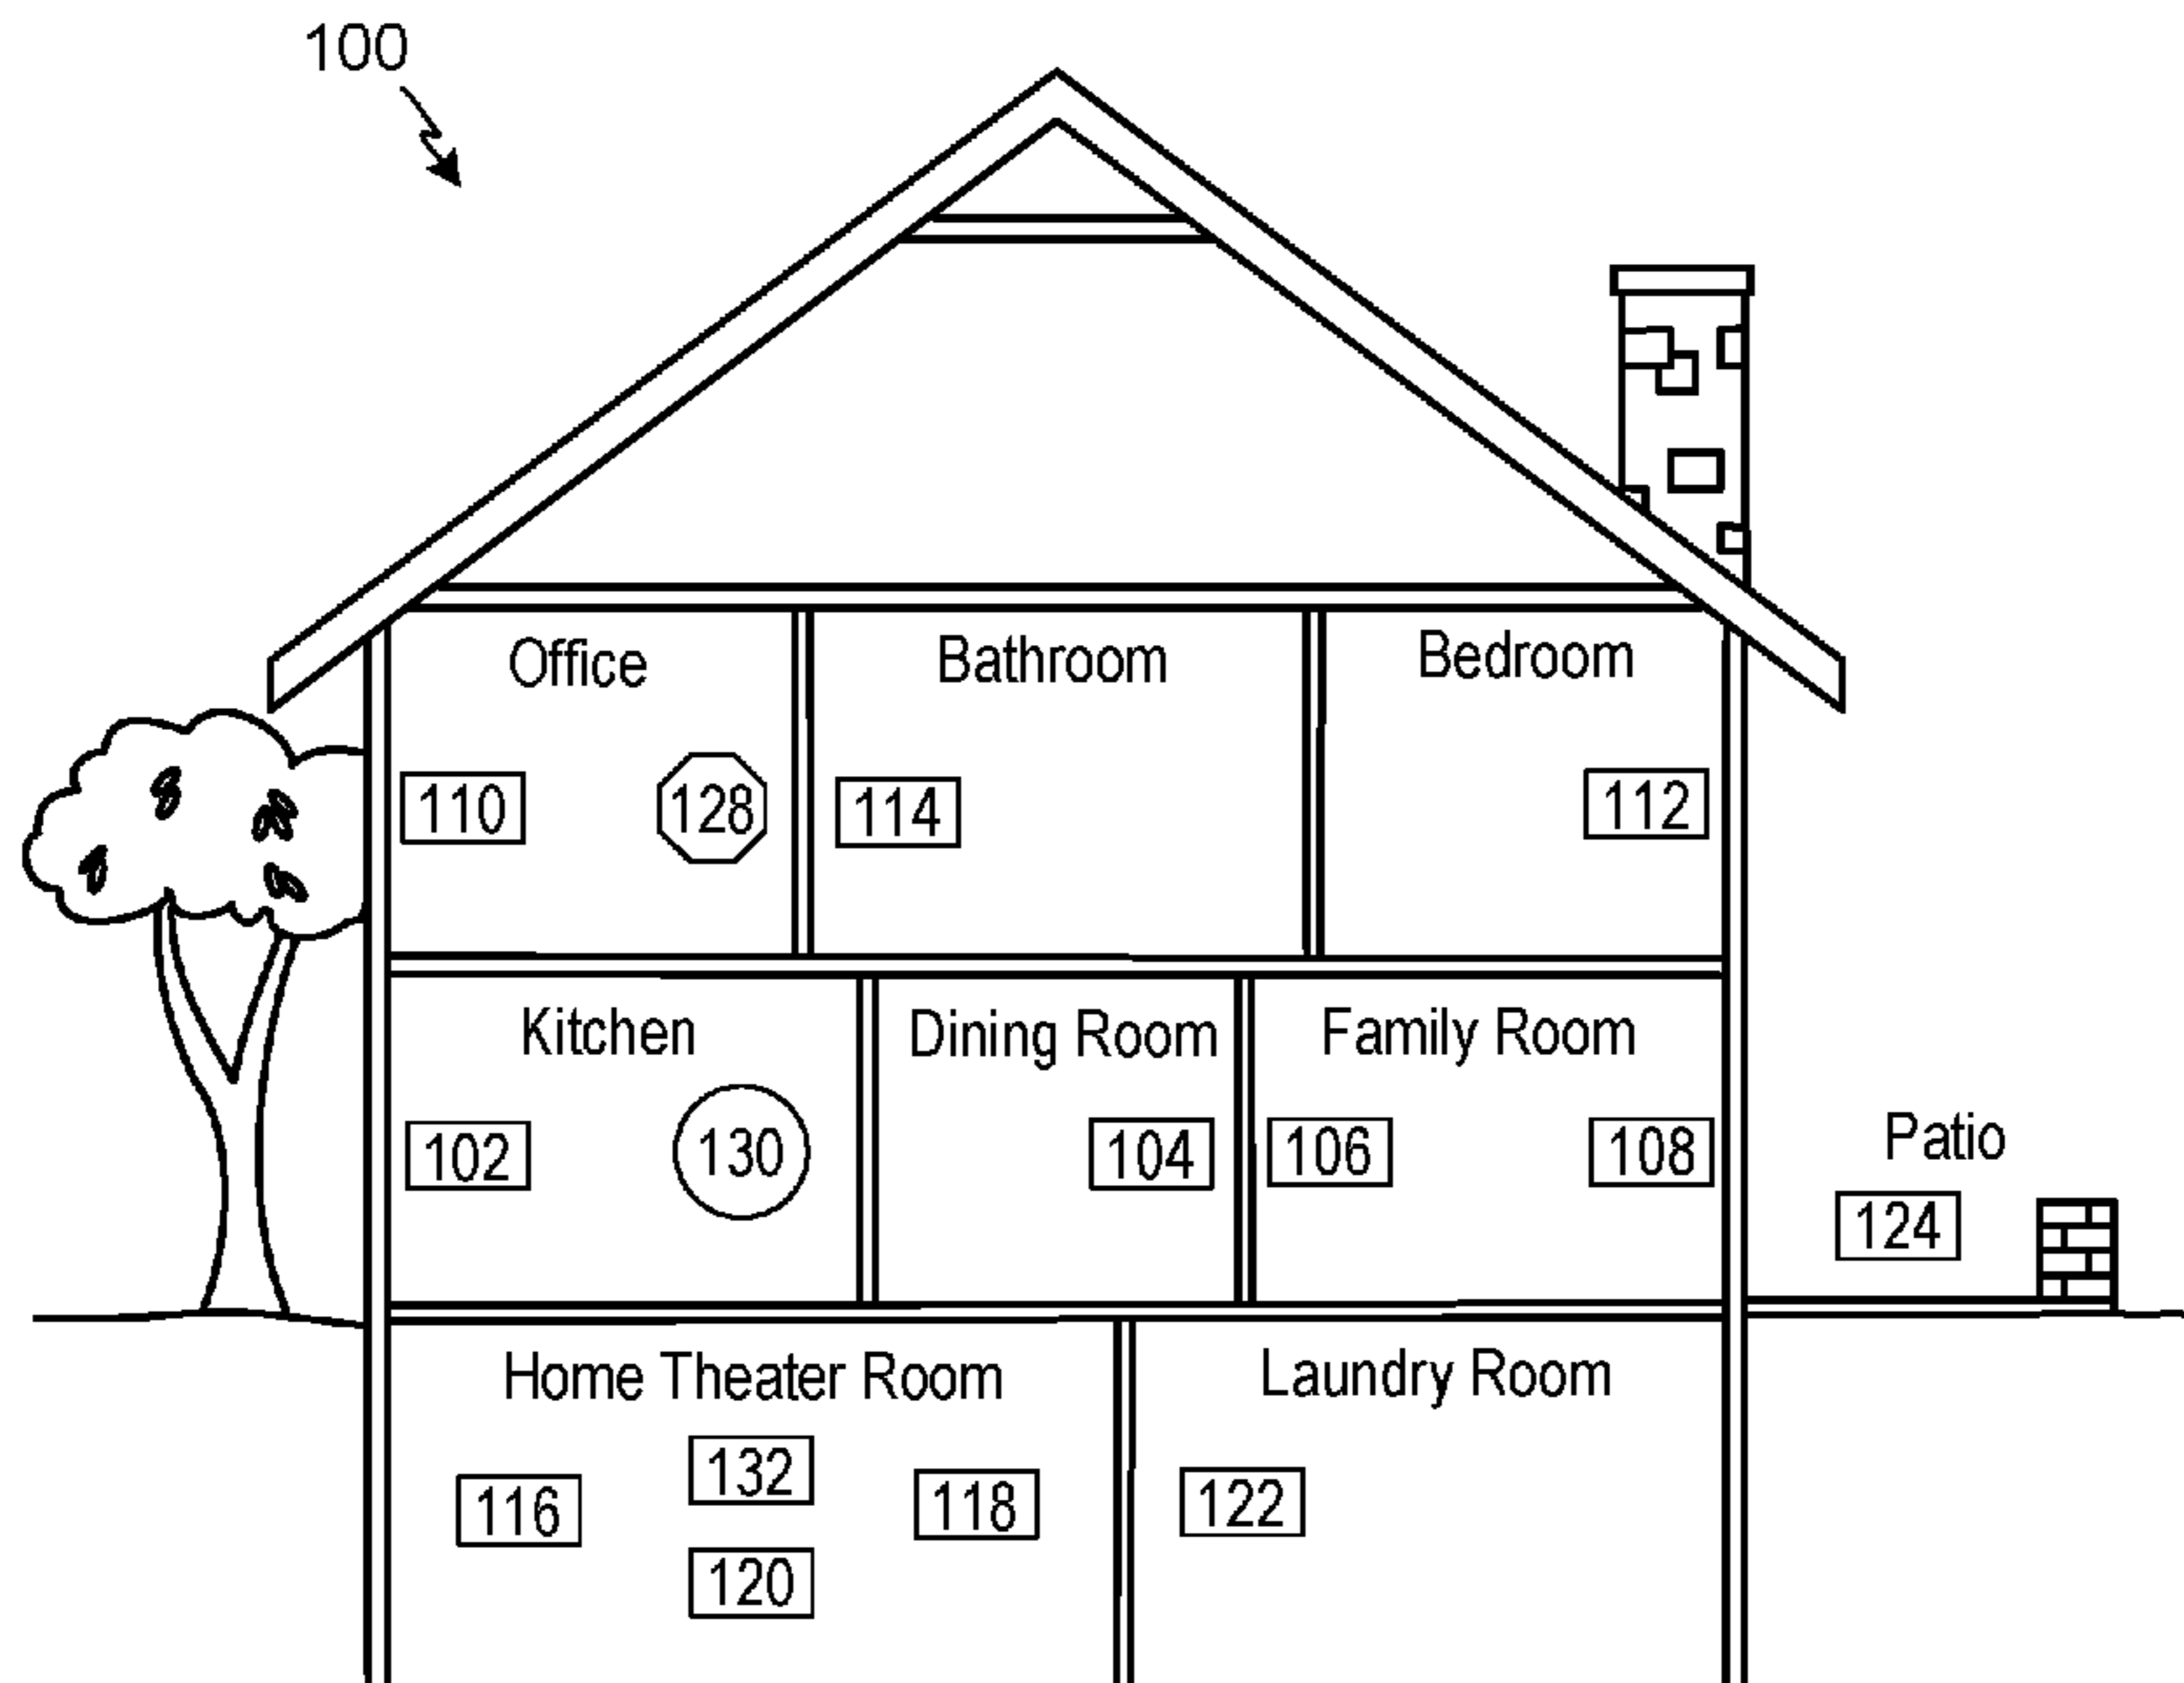 100
Office
Bathroom
Bedroom
110
128
114
112
Kitchen
Dining Room
Family Room
102
130
104
106
108
Patio
124
Home Theater Room
Laundry Room
132
116
118
122
120